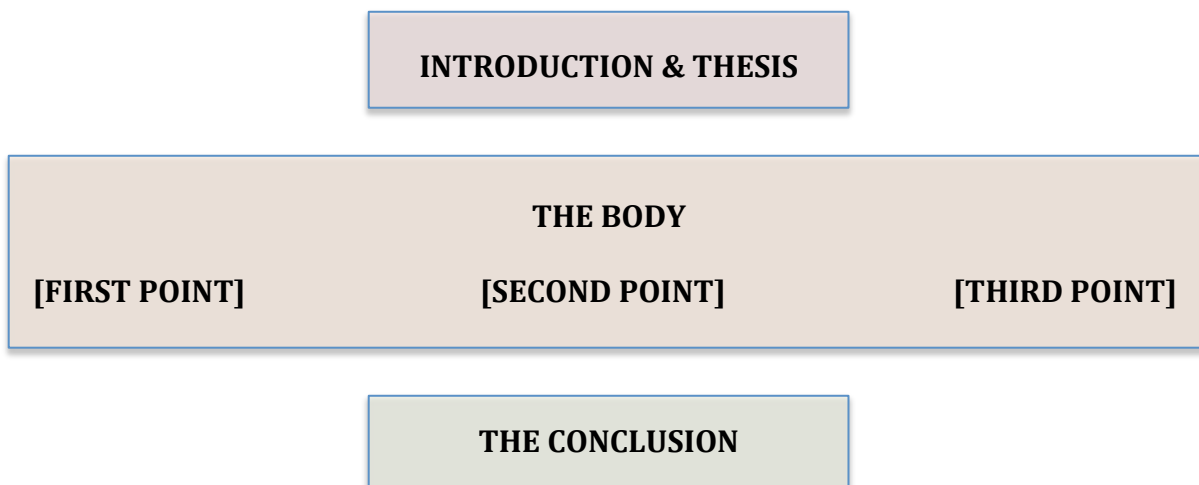 INTRODUCTION & THESIS
THE BODY
[FIRST POINT] [SECOND POINT] [THIRD POINT]
THE CONCLUSION